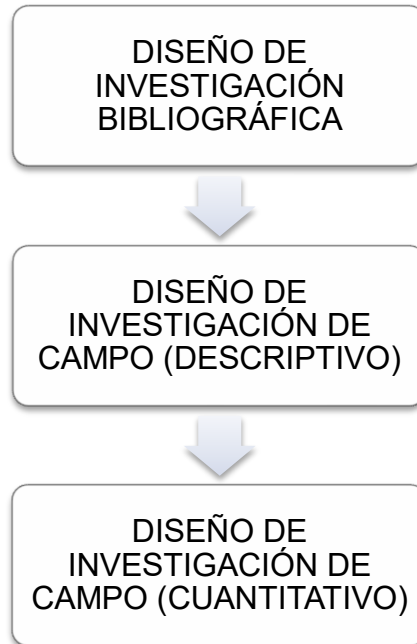 DISEÑO DE
INVESTIGACIÓN
BIBLIOGRÁFICA
DISEÑO DE
INVESTIGACIÓN DE
CAMPO (DESCRIPTIVO)
DISEÑO DE
INVESTIGACIÓN DE
CAMPO (CUANTITATIVO)